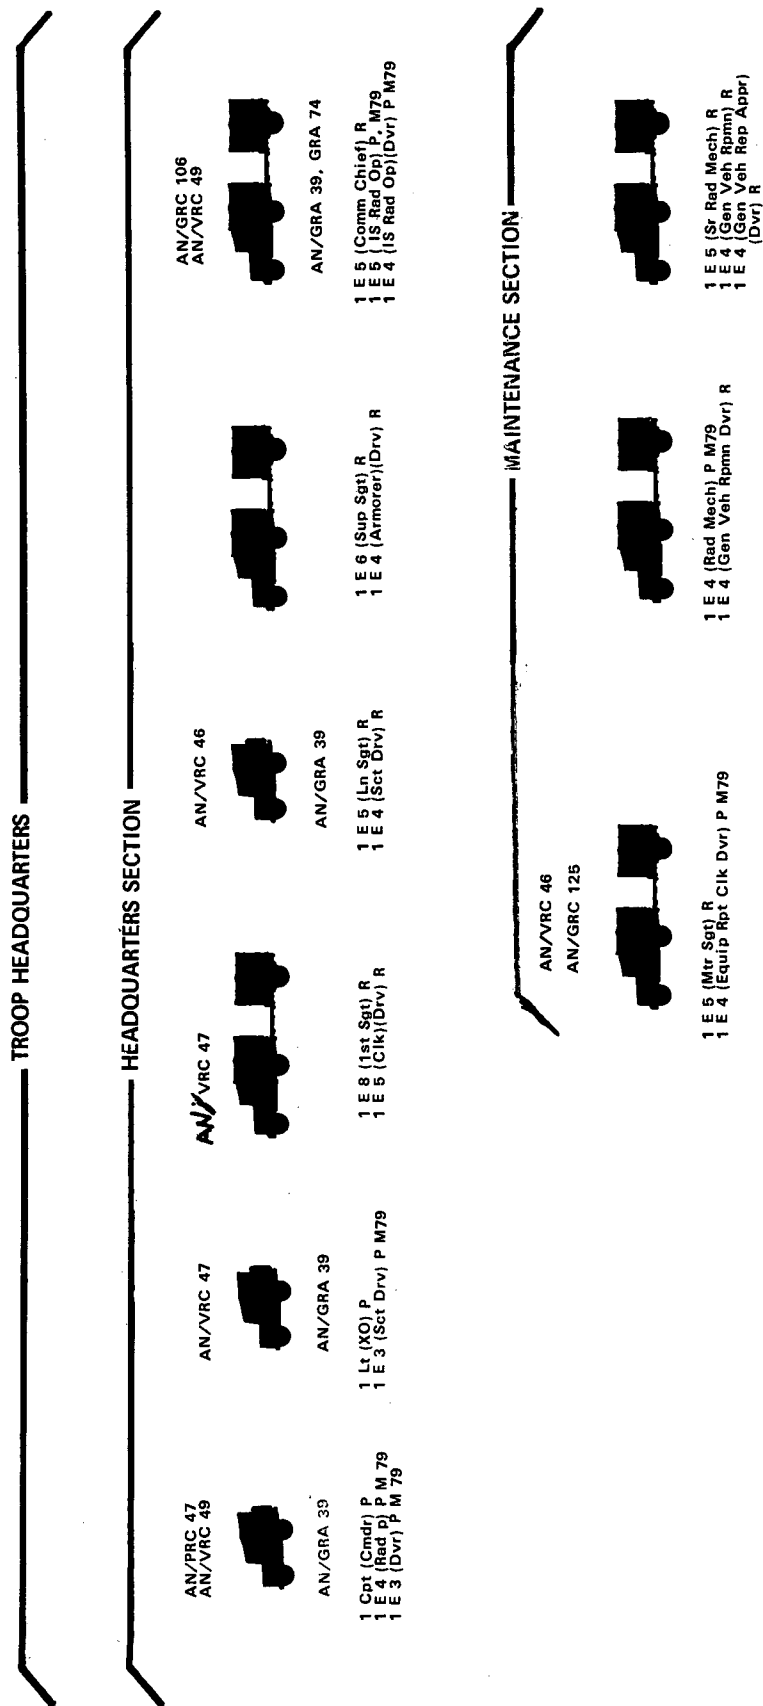 TROOP HEADQUARTERS
HEADQUARTERS SECTION
AN/PRC 47
AN/VRC 49
AN/GRA 39
1 Cpt (Cmdr) P
1 E 4 (Rad p) P M 79
1 E 3 (Dvr) P M 79
AN/VRC 47
AN/GRA 39
1 Lt (XO) P
1 E 3 (Sct Drv) P M79
AN/VRC 47
1 E 8 (1st Sgt) R
1 E 5 (Clk)(Drv) R
AN/VRC 46
AN/GRA 39
1 E 5 (Ln Sgt) R
1 E 4 (Sct Drv) R
1 E 6 (Sup Sgt) R
1 E 4 (Armorer)(Drv) R
AN/GRC 106
AN/VRC 49
AN/GRA 39, GRA 74
1 E 5 (Comm Chief) R
1 E 5 ( IS Rad Op) P, M79
1 E 4 (IS Rad Op)(Dvr) P M79
MAINTENANCE SECTION
AN/VRC 46
AN/GRC 125
1 E 5 (Mtr Sgt) R
1 E 4 (Equip Rpt Clk Dvr) P M79
1 E 4 (Rad Mech) P M79
1 E 4 (Gen Veh Rpmn Dvr) R
1 E 5 (Sr Rad Mech) R
1 E 4 (Gen Veh Rpmn) R
1 E 4 (Gen Veh Rep Appr)
(Dvr) R